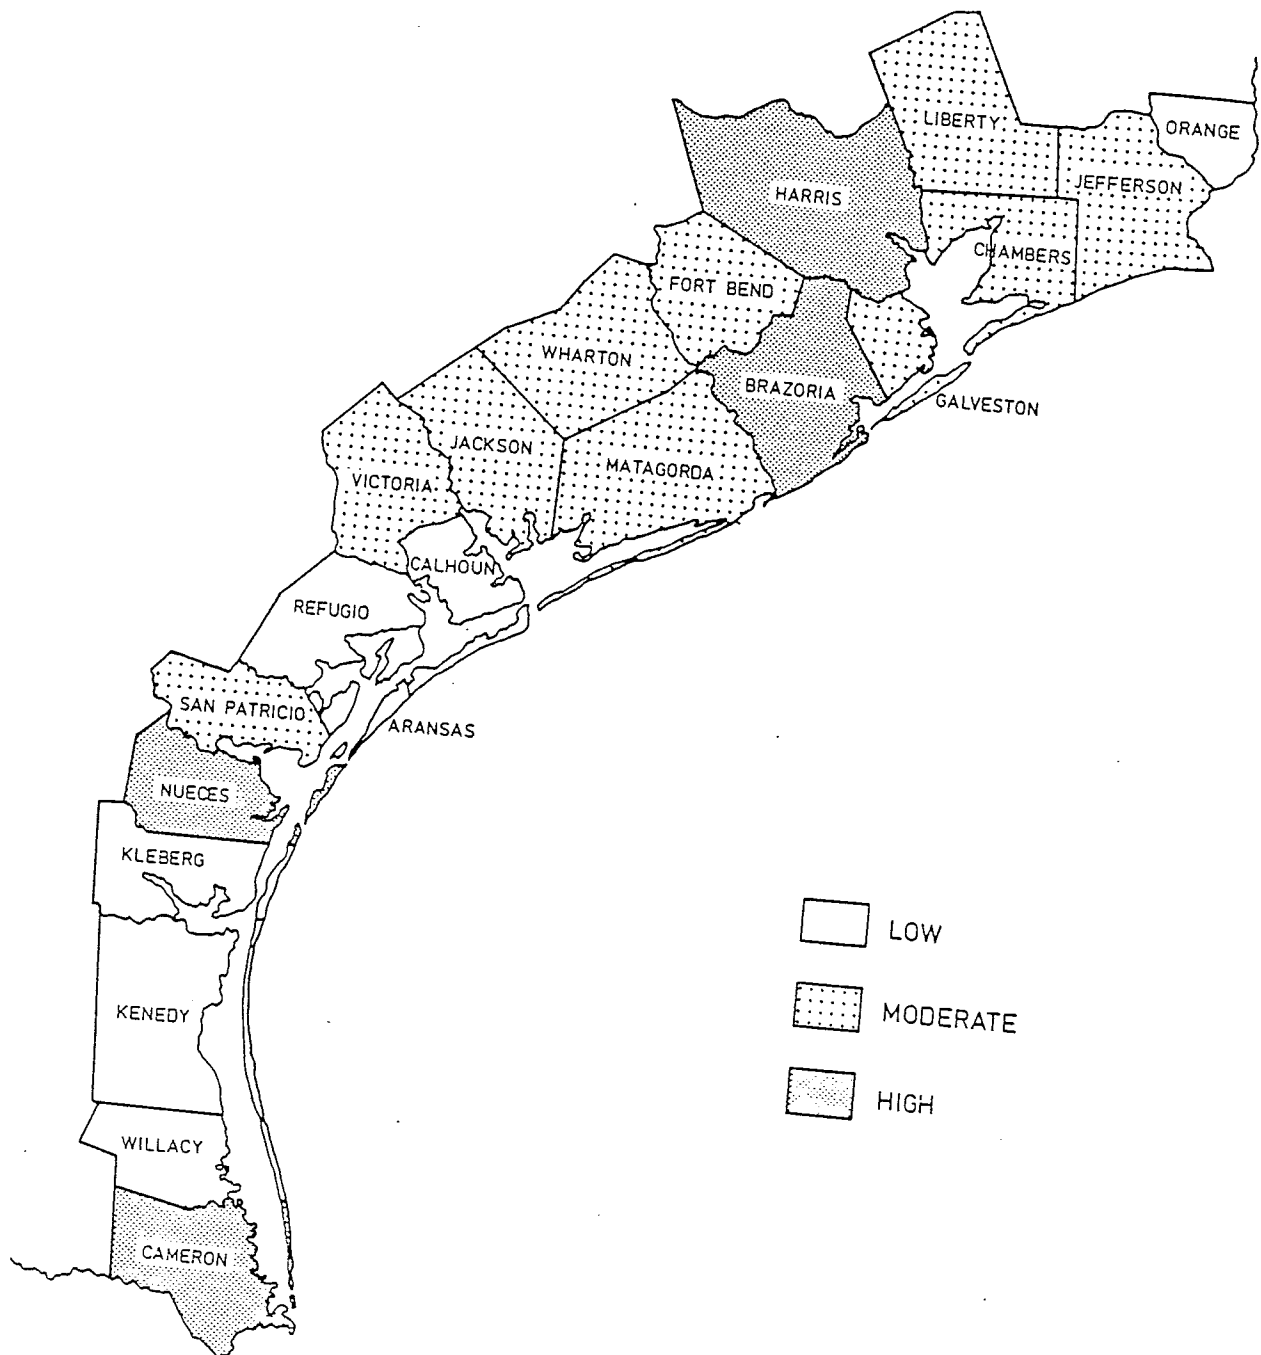 LIBERTY
ORANGE
HARRIS
JEFFERSON
CHAMBERS
FORT BEND
WHARTON
BRAZORIA
GALVESTON
JACKSON
MATAGORDA
VICTORIA
CALHOUN
REFUGIO
SAN PATRICIO
ARANSAS
NUECES
KLEBERG
LOW
KENEDY
MODERATE
HIGH
WILLACY
CAMERON